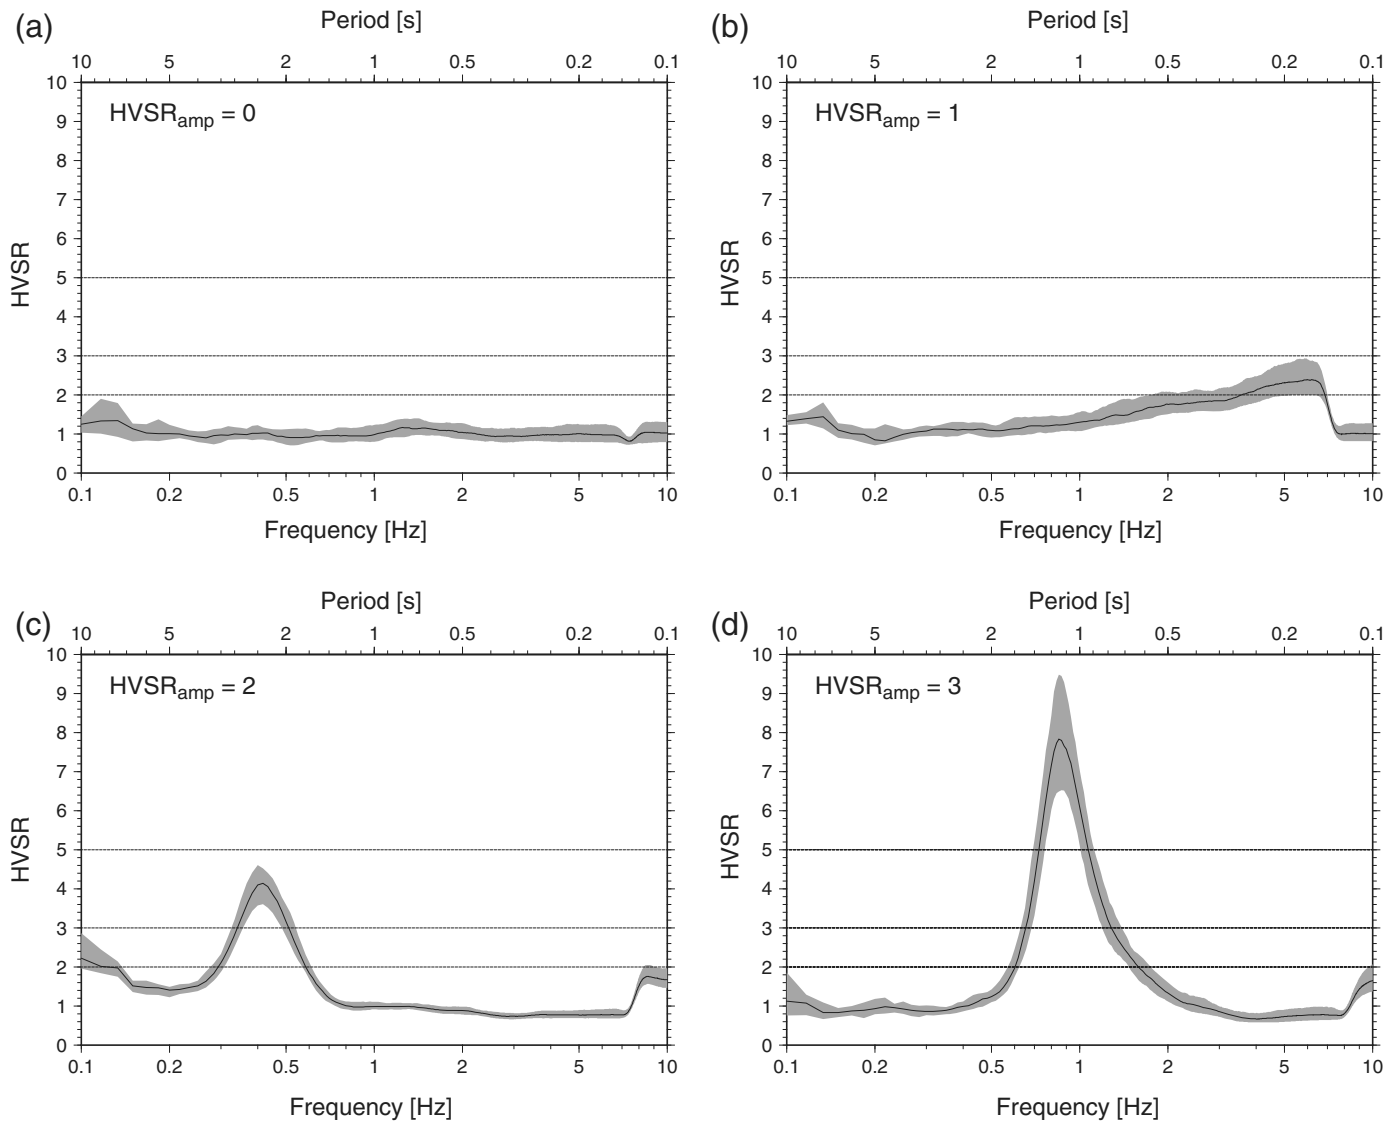 (a)
Period [s]
10 5 2 1 0.5 0.2 0.1
HVSR_amp = 0
10
9
8
7
6
5
4
3
2
1
0
HVSR
0.1 0.2 0.5 1 2 5 10
Frequency [Hz]
(b)
Period [s]
10 5 2 1 0.5 0.2 0.1
HVSR_amp = 1
10
9
8
7
6
5
4
3
2
1
0
HVSR
0.1 0.2 0.5 1 2 5 10
Frequency [Hz]
(c)
Period [s]
10 5 2 1 0.5 0.2 0.1
HVSR_amp = 2
10
9
8
7
6
5
4
3
2
1
0
HVSR
0.1 0.2 0.5 1 2 5 10
Frequency [Hz]
(d)
Period [s]
10 5 2 1 0.5 0.2 0.1
HVSR_amp = 3
10
9
8
7
6
5
4
3
2
1
0
HVSR
0.1 0.2 0.5 1 2 5 10
Frequency [Hz]